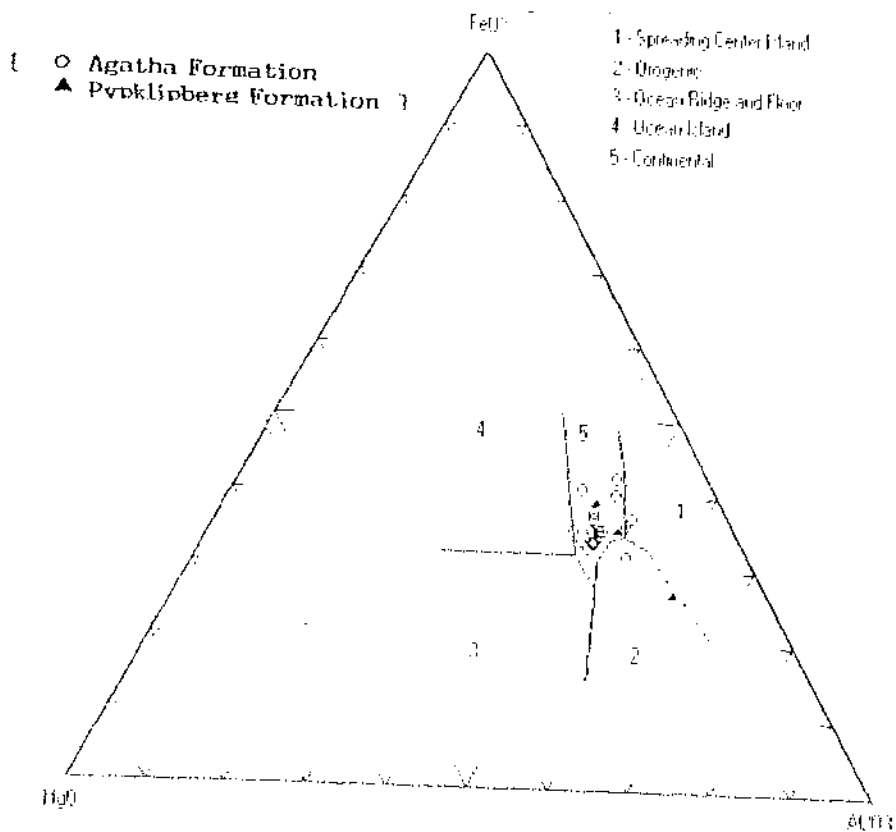 FeO*
{ ○ Agatha Formation
▲ Pypklipberg Formation }
1 - Spreading Center Island
2 - Orogenic
3 - Ocean Ridge and Floor
4 - Ocean Island
5 - Continental
4
5
1
3
2
MgO
Al2O3